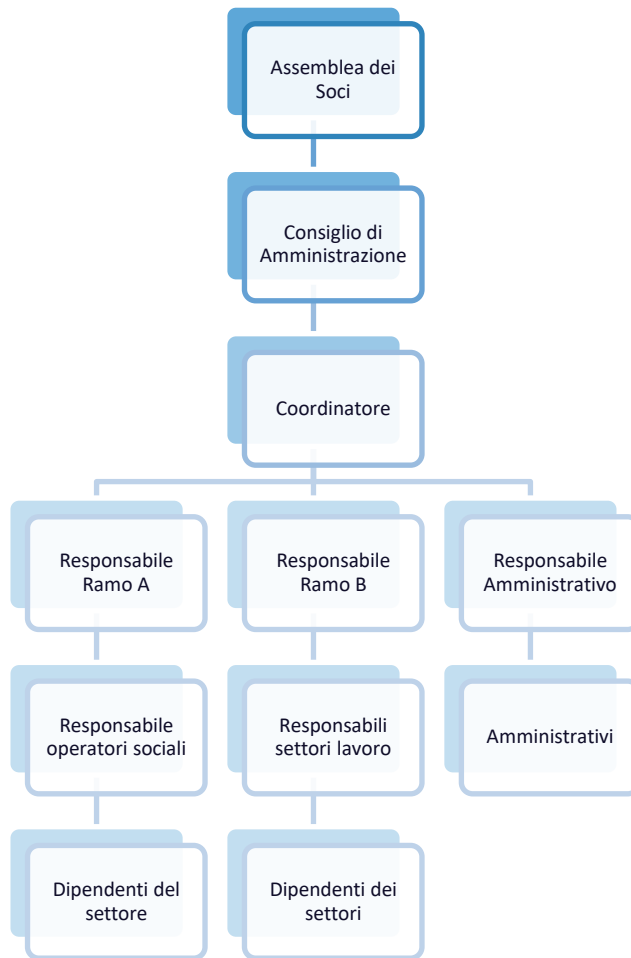 Assemblea dei
Soci
Consiglio di
Amministrazione
Coordinatore
Responsabile
Ramo A
Responsabile
Ramo B
Responsabile
Amministrativo
Responsabile
operatori sociali
Responsabili
settori lavoro
Amministrativi
Dipendenti del
settore
Dipendenti dei
settori